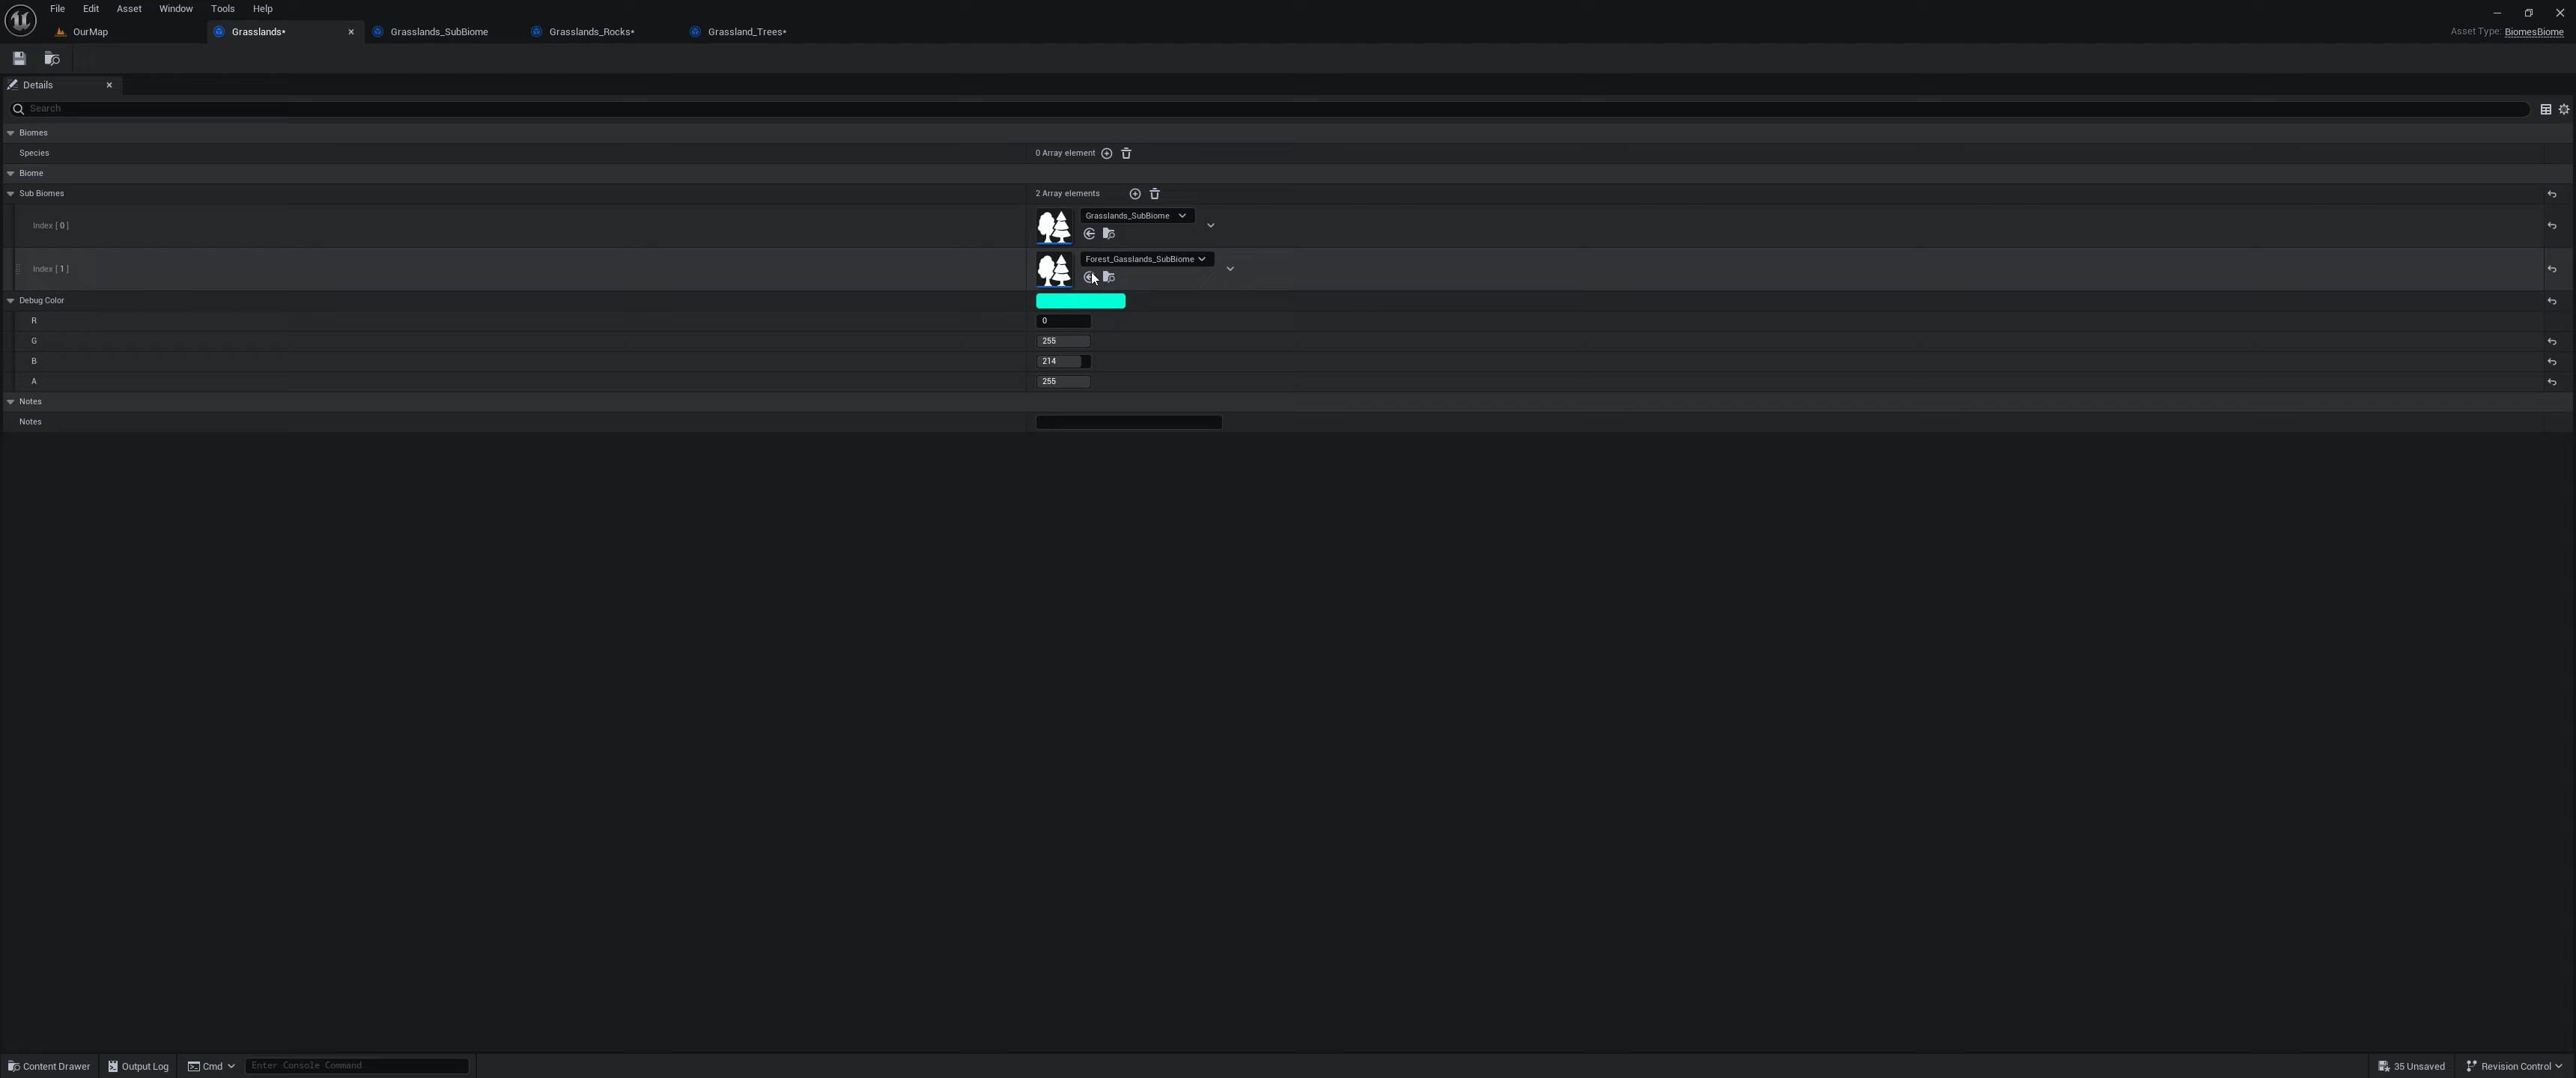 File Edit Asset Window Tools Help
OurMap Grasslands* Grasslands_SubBiome Grasslands_Rocks* Grassland_Trees* Asset Type: BiomesBiome
Details
Search
Biomes
Species 0 Array element
Biome
Sub Biomes 2 Array elements
Index [ 0 ] Grasslands_SubBiome
Index [ 1 ] Forest_Gasslands_SubBiome
Debug Color
R 0
G 255
B 214
A 255
Notes
Notes
Content Drawer Output Log Cmd Enter Console Command 35 Unsaved Revision Control